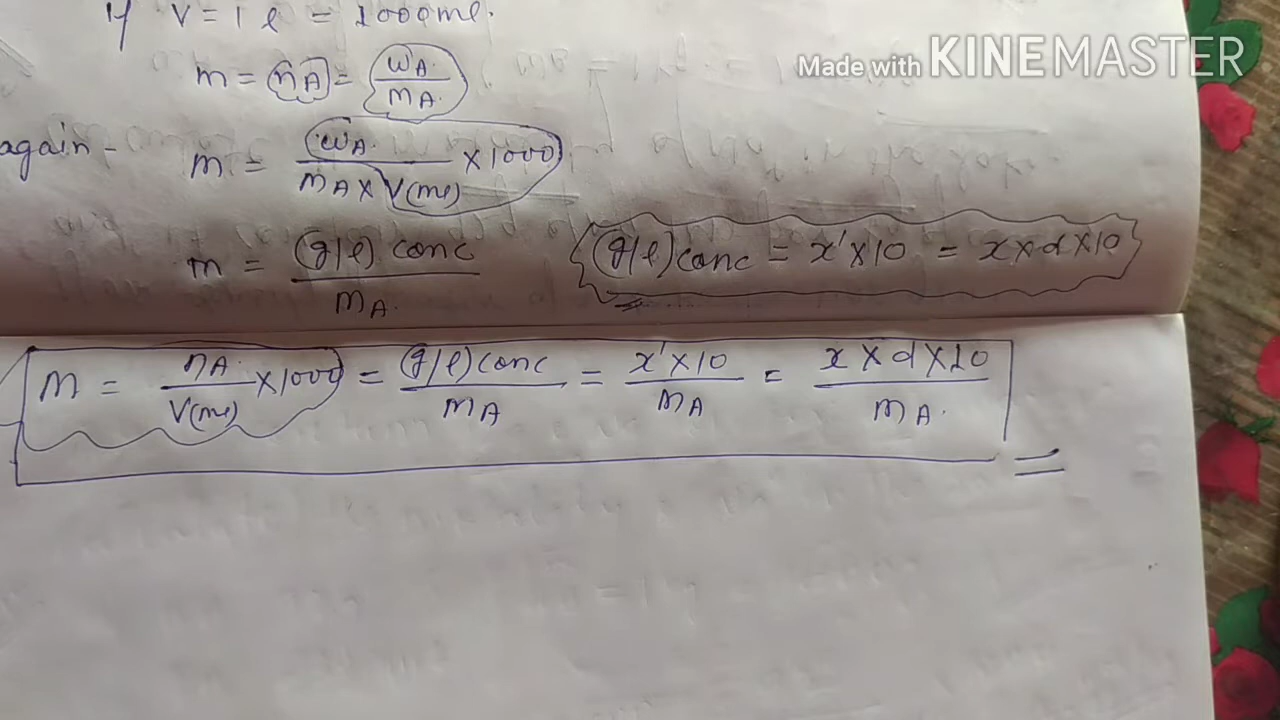 If V = 1 l = 1000ml.
Made with KINEMASTER
m = nA = wA / mA.
again - m = wA. / mA x V(ml) x 1000
m = (g/l) conc / mA.
(g/l) conc = x' x 10 = x x d x 10
M = nA. / V(ml) x 1000 = (g/l) conc / mA = x' x 10 / mA = x x d x 10 / mA.